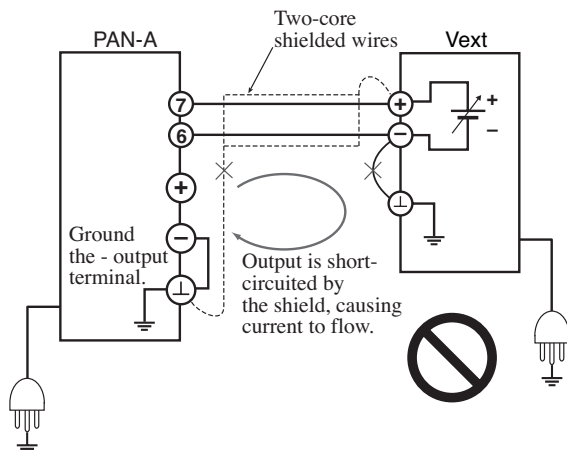 Two-core
shielded wires
PAN-A
Vext
7
+
+
6
−
−
+
−
Ground
the - output
terminal.
⊥
⊥
Output is short-
circuited by
the shield, causing
current to flow.